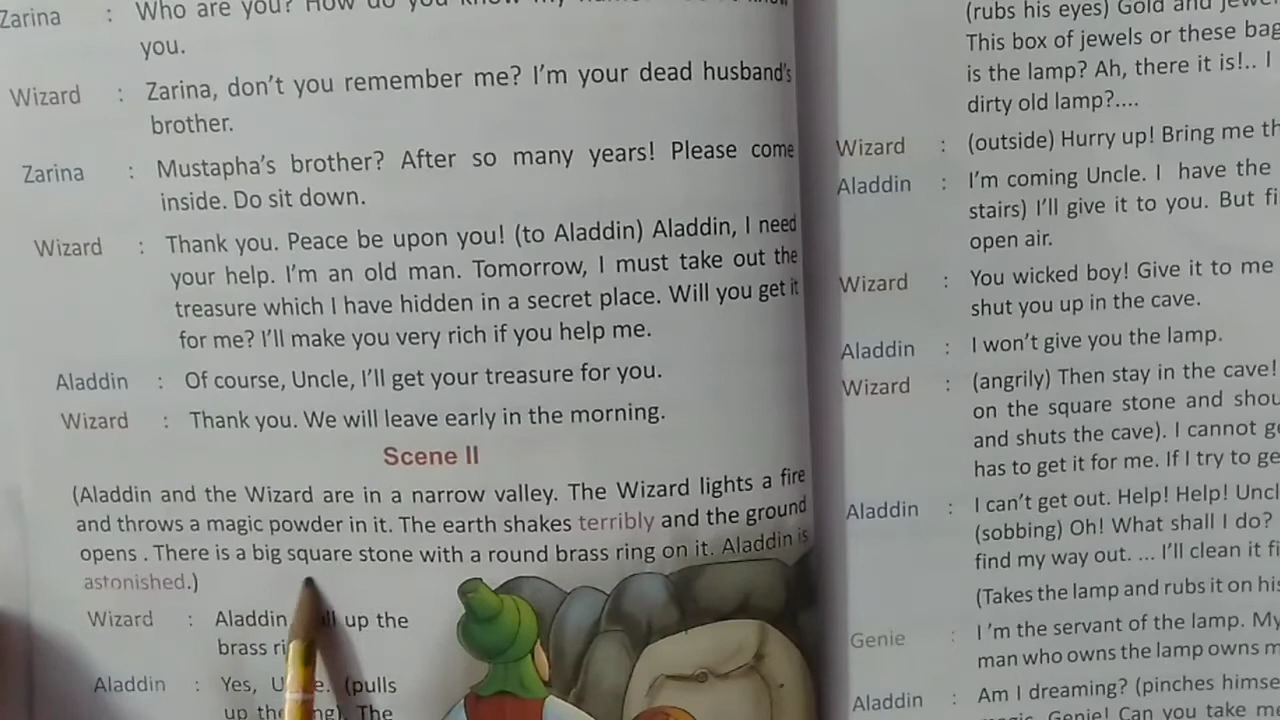 Zarina : Who are you? How do you know
you.
Wizard : Zarina, don't you remember me? I'm your dead husband's
brother.
Zarina : Mustapha's brother? After so many years! Please come
inside. Do sit down.
Wizard : Thank you. Peace be upon you! (to Aladdin) Aladdin, I need
your help. I'm an old man. Tomorrow, I must take out the
treasure which I have hidden in a secret place. Will you get it
for me? I'll make you very rich if you help me.
Aladdin : Of course, Uncle, I'll get your treasure for you.
Wizard : Thank you. We will leave early in the morning.
Scene II
(Aladdin and the Wizard are in a narrow valley. The Wizard lights a fire
and throws a magic powder in it. The earth shakes terribly and the ground
opens . There is a big square stone with a round brass ring on it. Aladdin is
astonished.)
Wizard : Aladdin, up the
brass
Aladdin : Yes, (pulls
up The
(rubs his eyes) Gold and
This box of jewels or these
is the lamp? Ah, there it is!.. I
dirty old lamp?....
Wizard : (outside) Hurry up! Bring me
Aladdin : I'm coming Uncle. I have the
stairs) I'll give it to you. But
open air.
Wizard : You wicked boy! Give it to me
shut you up in the cave.
Aladdin : I won't give you the lamp.
Wizard : (angrily) Then stay in the cave!
on the square stone and
and shuts the cave). I cannot
has to get it for me. If I try to
Aladdin : I can't get out. Help! Help!
(sobbing) Oh! What shall I do?
find my way out. ... I'll clean it
(Takes the lamp and rubs it on
Genie : I'm the servant of the lamp. My
man who owns the lamp owns
Aladdin : Am I dreaming? (pinches
Genie! Can you take